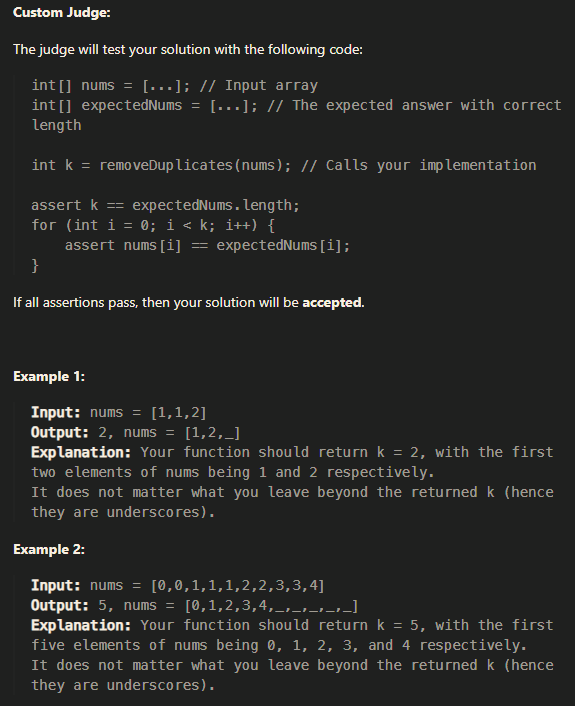 Custom Judge:
The judge will test your solution with the following code:
int[] nums = [...]; // Input array
int[] expectedNums = [...]; // The expected answer with correct
length
int k = removeDuplicates(nums); // Calls your implementation
assert k == expectedNums.length;
for (int i = 0; i < k; i++) {
    assert nums[i] == expectedNums[i];
}
If all assertions pass, then your solution will be accepted.
Example 1:
Input: nums = [1,1,2]
Output: 2, nums = [1,2,_]
Explanation: Your function should return k = 2, with the first
two elements of nums being 1 and 2 respectively.
It does not matter what you leave beyond the returned k (hence
they are underscores).
Example 2:
Input: nums = [0,0,1,1,1,2,2,3,3,4]
Output: 5, nums = [0,1,2,3,4,_,_,_,_,_]
Explanation: Your function should return k = 5, with the first
five elements of nums being 0, 1, 2, 3, and 4 respectively.
It does not matter what you leave beyond the returned k (hence
they are underscores).